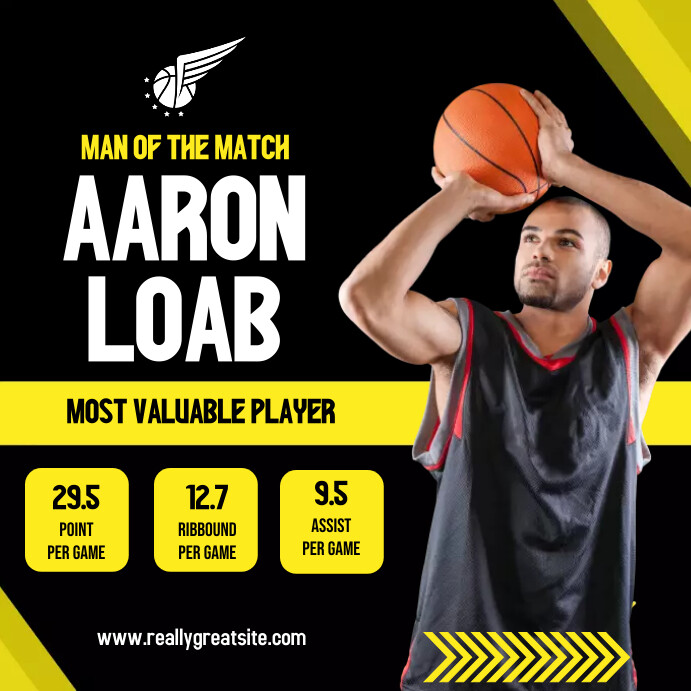 MAN OF THE MATCH
AARON
LOAB
MOST VALUABLE PLAYER
29.5
POINT
PER GAME
12.7
RIBBOUND
PER GAME
9.5
ASSIST
PER GAME
www.reallygreatsite.com